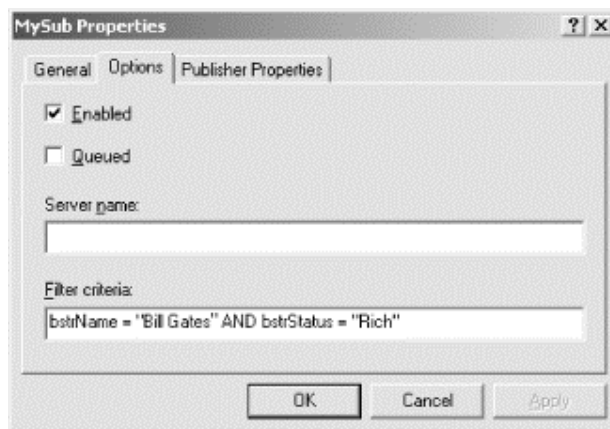 MySub Properties
General Options Publisher Properties
Enabled
Queued
Server name:
Filter criteria:
bstrName = "Bill Gates" AND bstrStatus = "Rich"
OK Cancel Apply